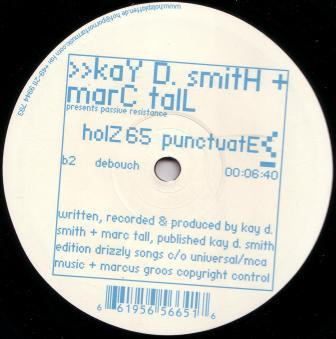 >>kaY D. smitH +
marC talL
presents passive resistance
holZ 65 punctuatE
b2 debouch 00:06:40
written, recorded & produced by kay d.
smith + marc tall, published kay d. smith
edition drizzly songs c/o universal/mca
music + marcus groos copyright control
6 61956 56651 6